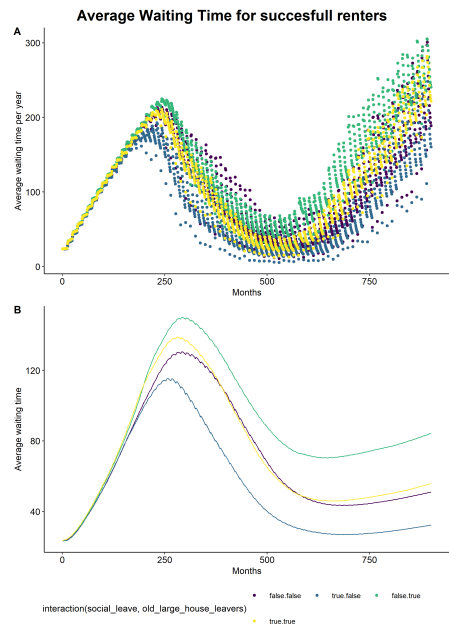 Average Waiting Time for succesfull renters
A
Average waiting time per year
300
200
100
0
0 250 500 750
Months
B
Average waiting time
120
80
40
0 250 500 750
Months
interaction(social_leave, old_large_house_leavers)
false.false true.false false.true
true.true